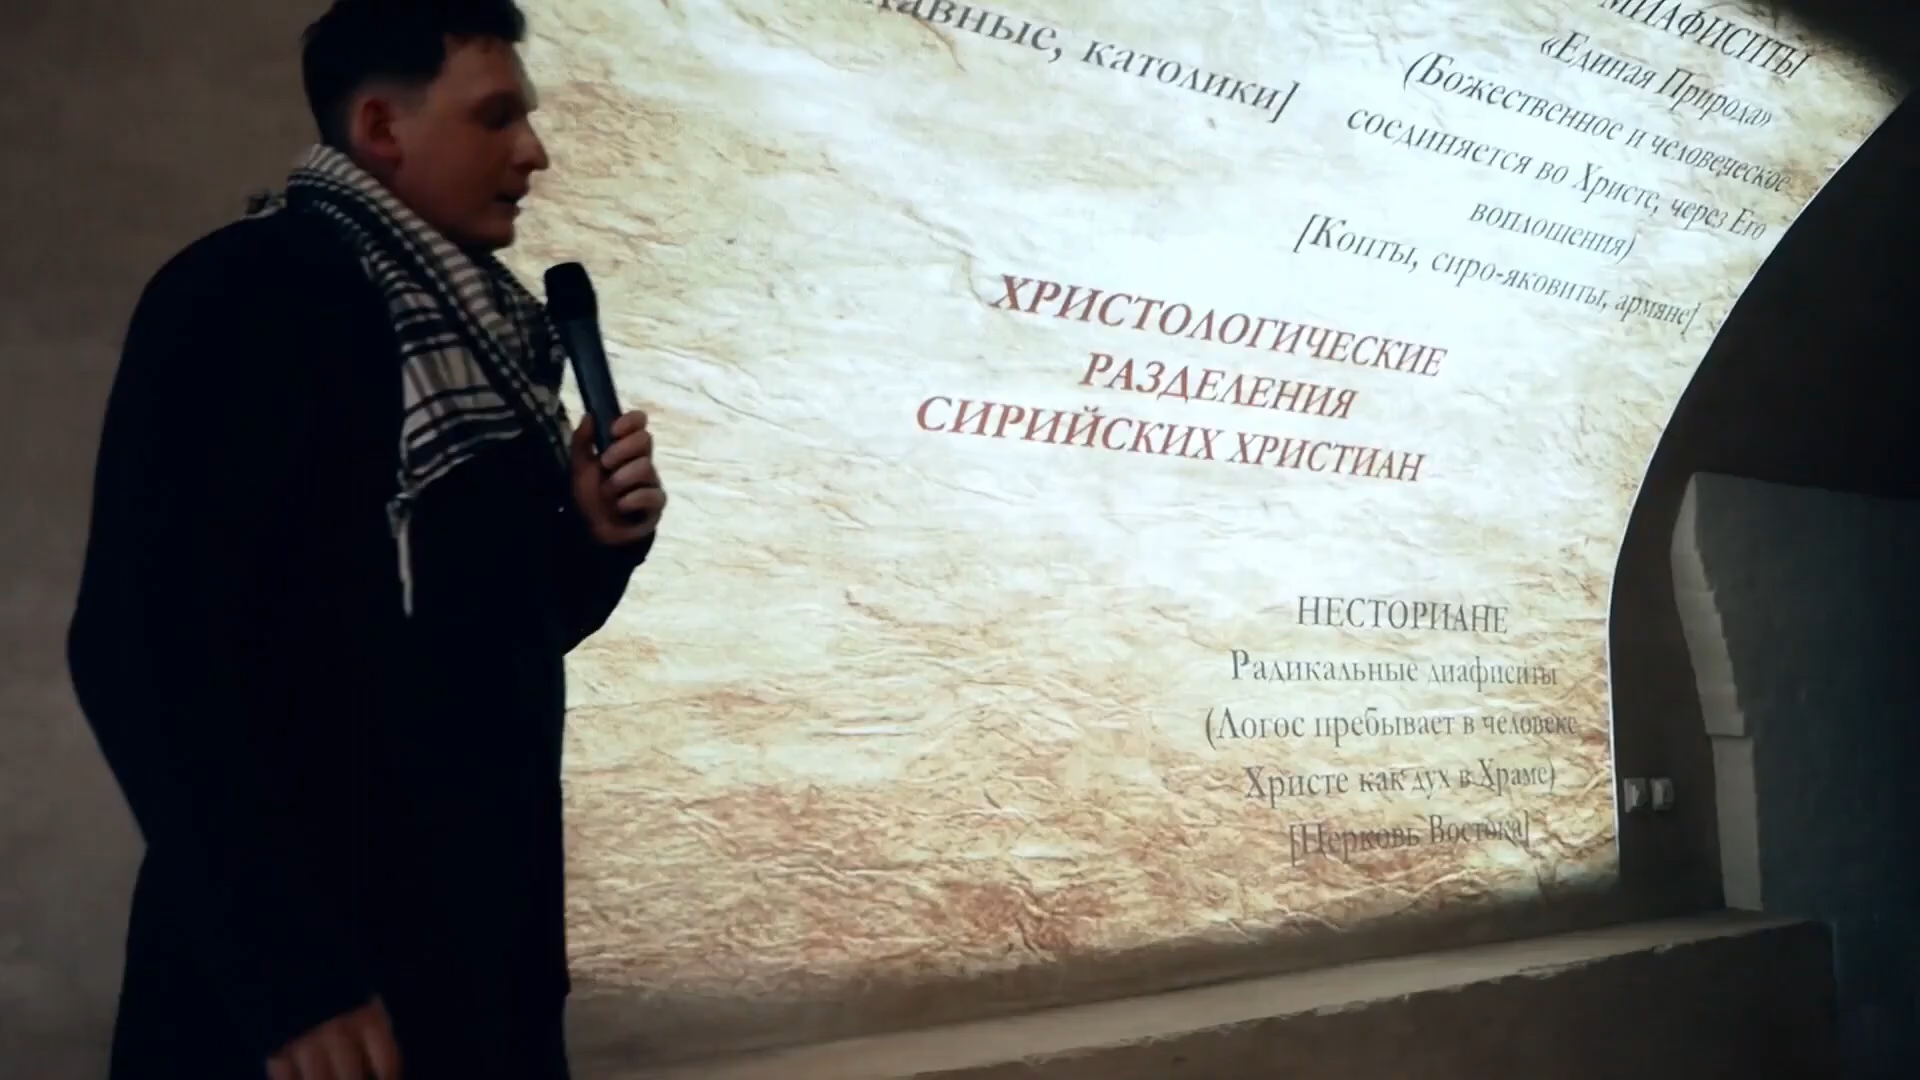 католики]
МИАФИСИТЫ
«Единая Природа»
(Божественное и человеческое
соединяется во Христе, через Его
воплощения)
[Копты, сиро-яковиты, армяне]
ХРИСТОЛОГИЧЕСКИЕ
РАЗДЕЛЕНИЯ
СИРИЙСКИХ ХРИСТИАН
НЕСТОРИАНЕ
Радикальные диафиситы
(Логос пребывает в человеке
Христе как дух в Храме)
[Церковь Востока]